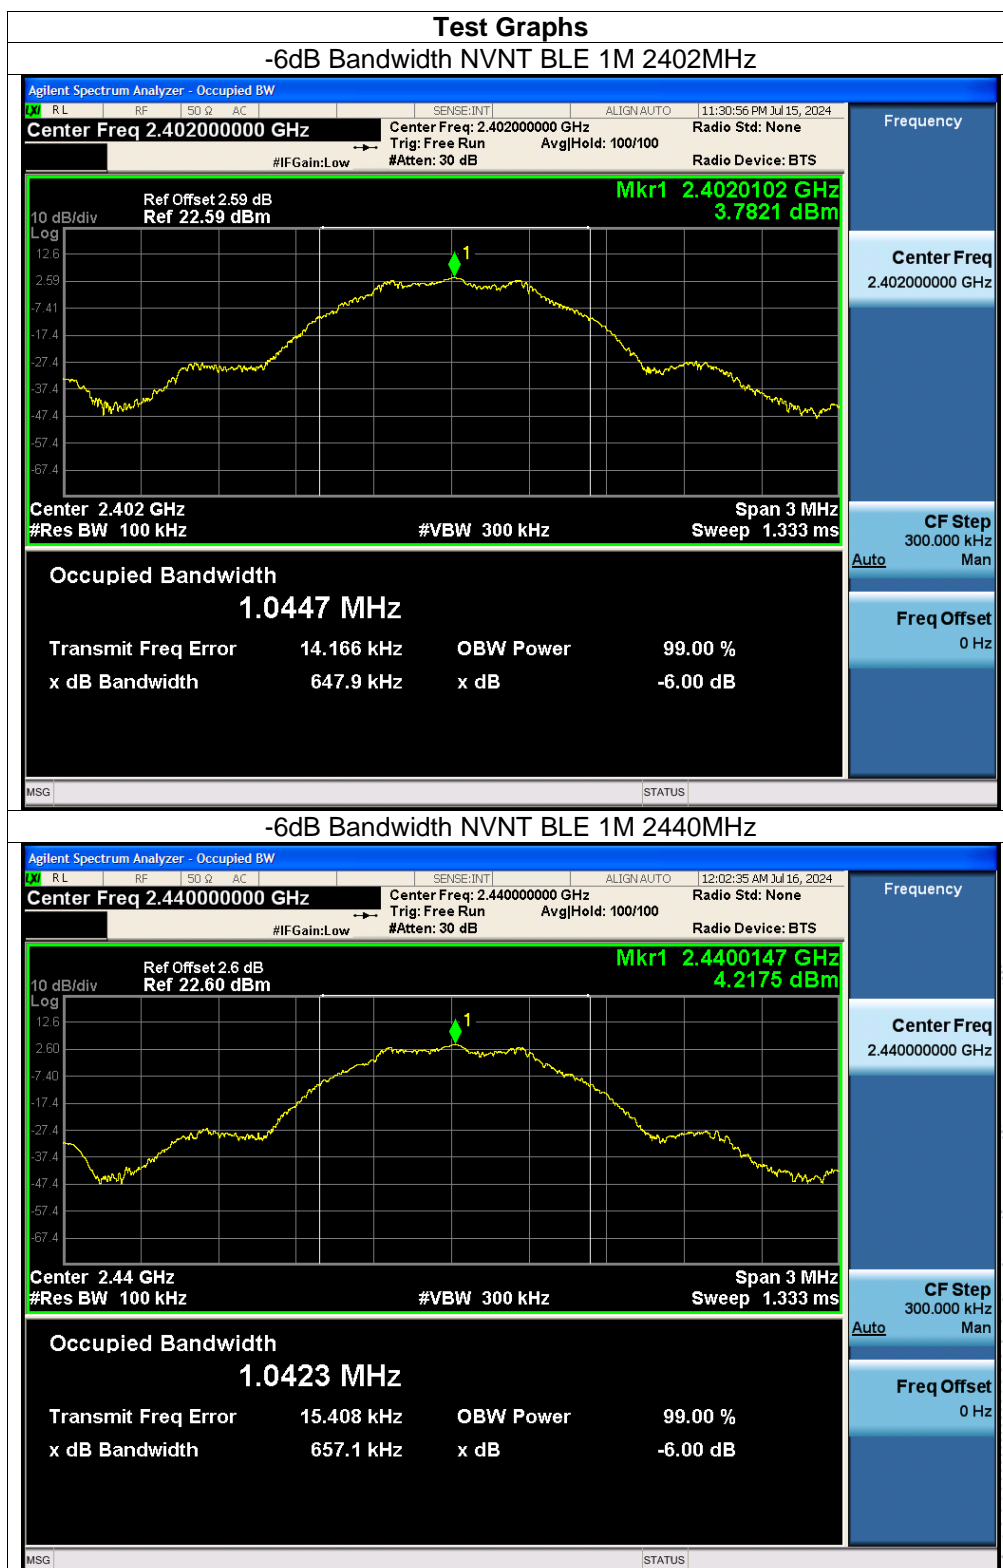 Test Graphs
-6dB Bandwidth NVNT BLE 1M 2402MHz
Agilent Spectrum Analyzer - Occupied BW
LXI RL RF 50 Ω AC SENSE:INT ALIGN AUTO 11:30:56 PM Jul 15, 2024
Center Freq 2.402000000 GHz
Center Freq: 2.402000000 GHz
Radio Std: None
Trig: Free Run Avg|Hold: 100/100
#IFGain:Low
#Atten: 30 dB
Radio Device: BTS
Frequency
Mkr1 2.4020102 GHz
3.7821 dBm
Ref Offset 2.59 dB
10 dB/div Ref 22.59 dBm
Log
12.6
2.59
-7.41
-17.4
-27.4
-37.4
-47.4
-57.4
-67.4
1
Center 2.402 GHz Span 3 MHz
#Res BW 100 kHz #VBW 300 kHz Sweep 1.333 ms
Center Freq
2.402000000 GHz
CF Step
300.000 kHz
Auto Man
Freq Offset
0 Hz
Occupied Bandwidth
1.0447 MHz
Transmit Freq Error 14.166 kHz OBW Power 99.00 %
x dB Bandwidth 647.9 kHz x dB -6.00 dB
MSG STATUS
-6dB Bandwidth NVNT BLE 1M 2440MHz
Agilent Spectrum Analyzer - Occupied BW
LXI RL RF 50 Ω AC SENSE:INT ALIGN AUTO 12:02:35 AM Jul 16, 2024
Center Freq 2.440000000 GHz
Center Freq: 2.440000000 GHz
Radio Std: None
Trig: Free Run Avg|Hold: 100/100
#IFGain:Low
#Atten: 30 dB
Radio Device: BTS
Frequency
Mkr1 2.4400147 GHz
4.2175 dBm
Ref Offset 2.6 dB
10 dB/div Ref 22.60 dBm
Log
12.6
2.60
-7.40
-17.4
-27.4
-37.4
-47.4
-57.4
-67.4
1
Center 2.44 GHz Span 3 MHz
#Res BW 100 kHz #VBW 300 kHz Sweep 1.333 ms
Center Freq
2.440000000 GHz
CF Step
300.000 kHz
Auto Man
Freq Offset
0 Hz
Occupied Bandwidth
1.0423 MHz
Transmit Freq Error 15.408 kHz OBW Power 99.00 %
x dB Bandwidth 657.1 kHz x dB -6.00 dB
MSG STATUS